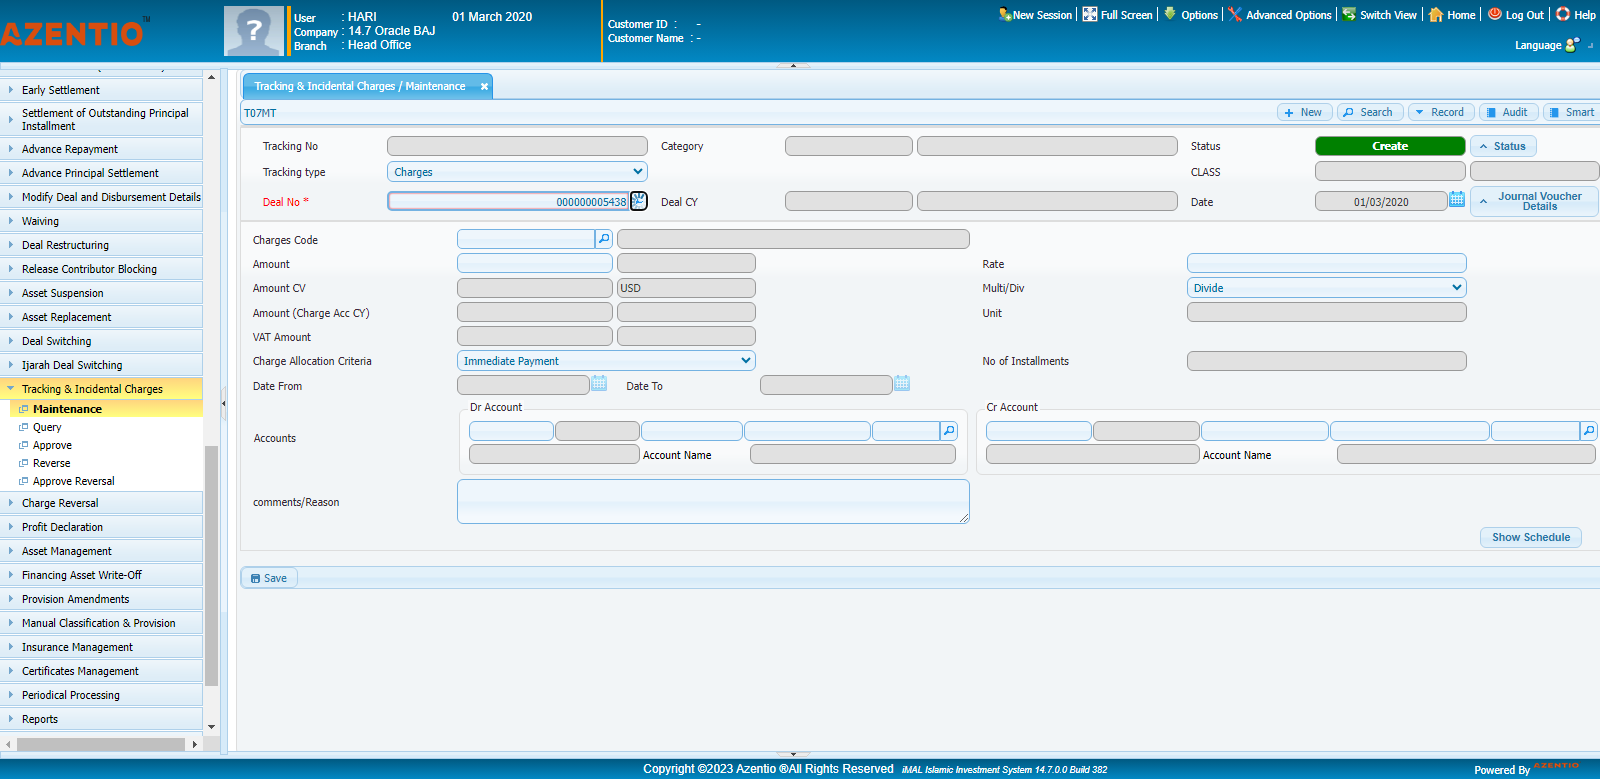 AZENTIO TM
?
User : HARI 01 March 2020
Company : 14.7 Oracle BAJ
Branch : Head Office
Customer ID : -
Customer Name : -
New Session Full Screen Options Advanced Options Switch View Home Log Out Help
Language
Early Settlement
Settlement of Outstanding Principal
Installment
Advance Repayment
Advance Principal Settlement
Modify Deal and Disbursement Details
Waiving
Deal Restructuring
Release Contributor Blocking
Asset Suspension
Asset Replacement
Deal Switching
Ijarah Deal Switching
Tracking & Incidental Charges
Maintenance
Query
Approve
Reverse
Approve Reversal
Charge Reversal
Profit Declaration
Asset Management
Financing Asset Write-Off
Provision Amendments
Manual Classification & Provision
Insurance Management
Certificates Management
Periodical Processing
Reports
Tracking & Incidental Charges / Maintenance
T07MT
New Search Record Audit Smart
Tracking No Category Status Create Status
Tracking type Charges CLASS
Deal No * 000000005438 Deal CY Date 01/03/2020 Journal Voucher
Details
Charges Code
Amount Rate
Amount CV USD Multi/Div Divide
Amount (Charge Acc CY) Unit
VAT Amount
Charge Allocation Criteria Immediate Payment No of Installments
Date From Date To
Dr Account Cr Account
Accounts
Account Name Account Name
comments/Reason
Show Schedule
Save
Copyright ©2023 Azentio ®All Rights Reserved iMAL Islamic Investment System 14.7.0.0 Build 382
Powered By AZENTIO